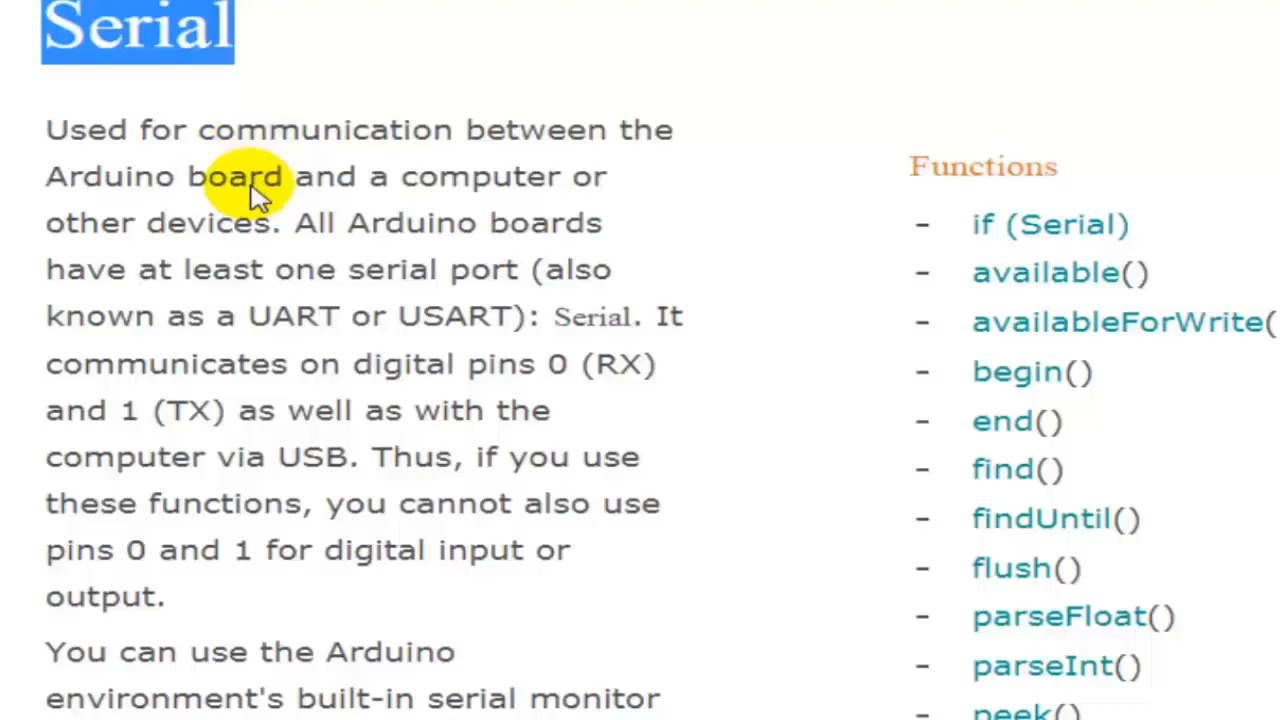 Serial
Used for communication between the
Arduino board and a computer or
other devices. All Arduino boards
have at least one serial port (also
known as a UART or USART): Serial. It
communicates on digital pins 0 (RX)
and 1 (TX) as well as with the
computer via USB. Thus, if you use
these functions, you cannot also use
pins 0 and 1 for digital input or
output.
You can use the Arduino
environment's built-in serial monitor
Functions
- if (Serial)
- available()
- availableForWrite(
- begin()
- end()
- find()
- findUntil()
- flush()
- parseFloat()
- parseInt()
- peek()